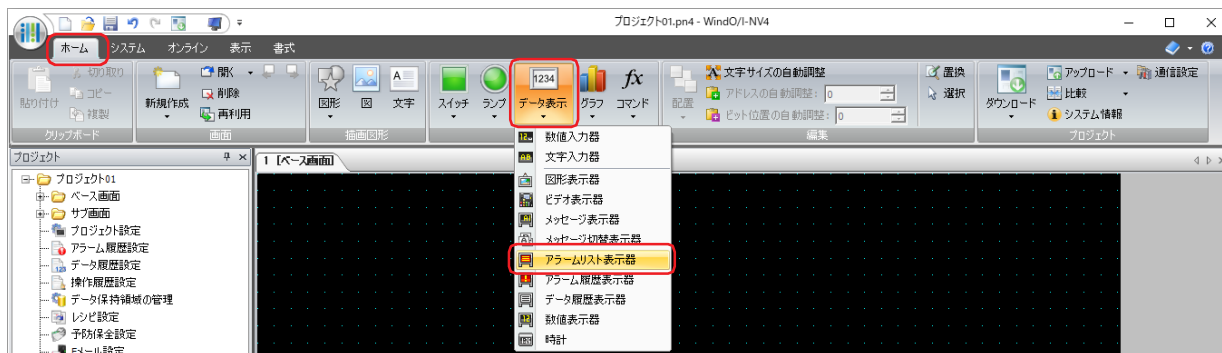 プロジェクト01.pn4 - WindO/I-NV4
ホーム システム オンライン 表示 書式
貼り付け 切り取り コピー 複製
クリップボード
新規作成 開く 削除 再利用
画面
図形 図 文字
描画図形
スイッチ ランプ データ表示 グラフ コマンド
1234
配置 文字サイズの自動調整 置換
アドレスの自動調整: 0 選択
ビット位置の自動調整: 0
編集
ダウンロード アップロード 通信設定
比較
システム情報
プロジェクト
数値入力器
文字入力器
図形表示器
ビデオ表示器
メッセージ表示器
メッセージ切替表示器
アラームリスト表示器
アラーム履歴表示器
データ履歴表示器
数値表示器
時計
プロジェクト
1 [ベース画面]
プロジェクト01
ベース画面
サブ画面
プロジェクト設定
アラーム履歴設定
データ履歴設定
操作履歴設定
データ保持領域の管理
レシピ設定
予防保全設定
Eメール設定